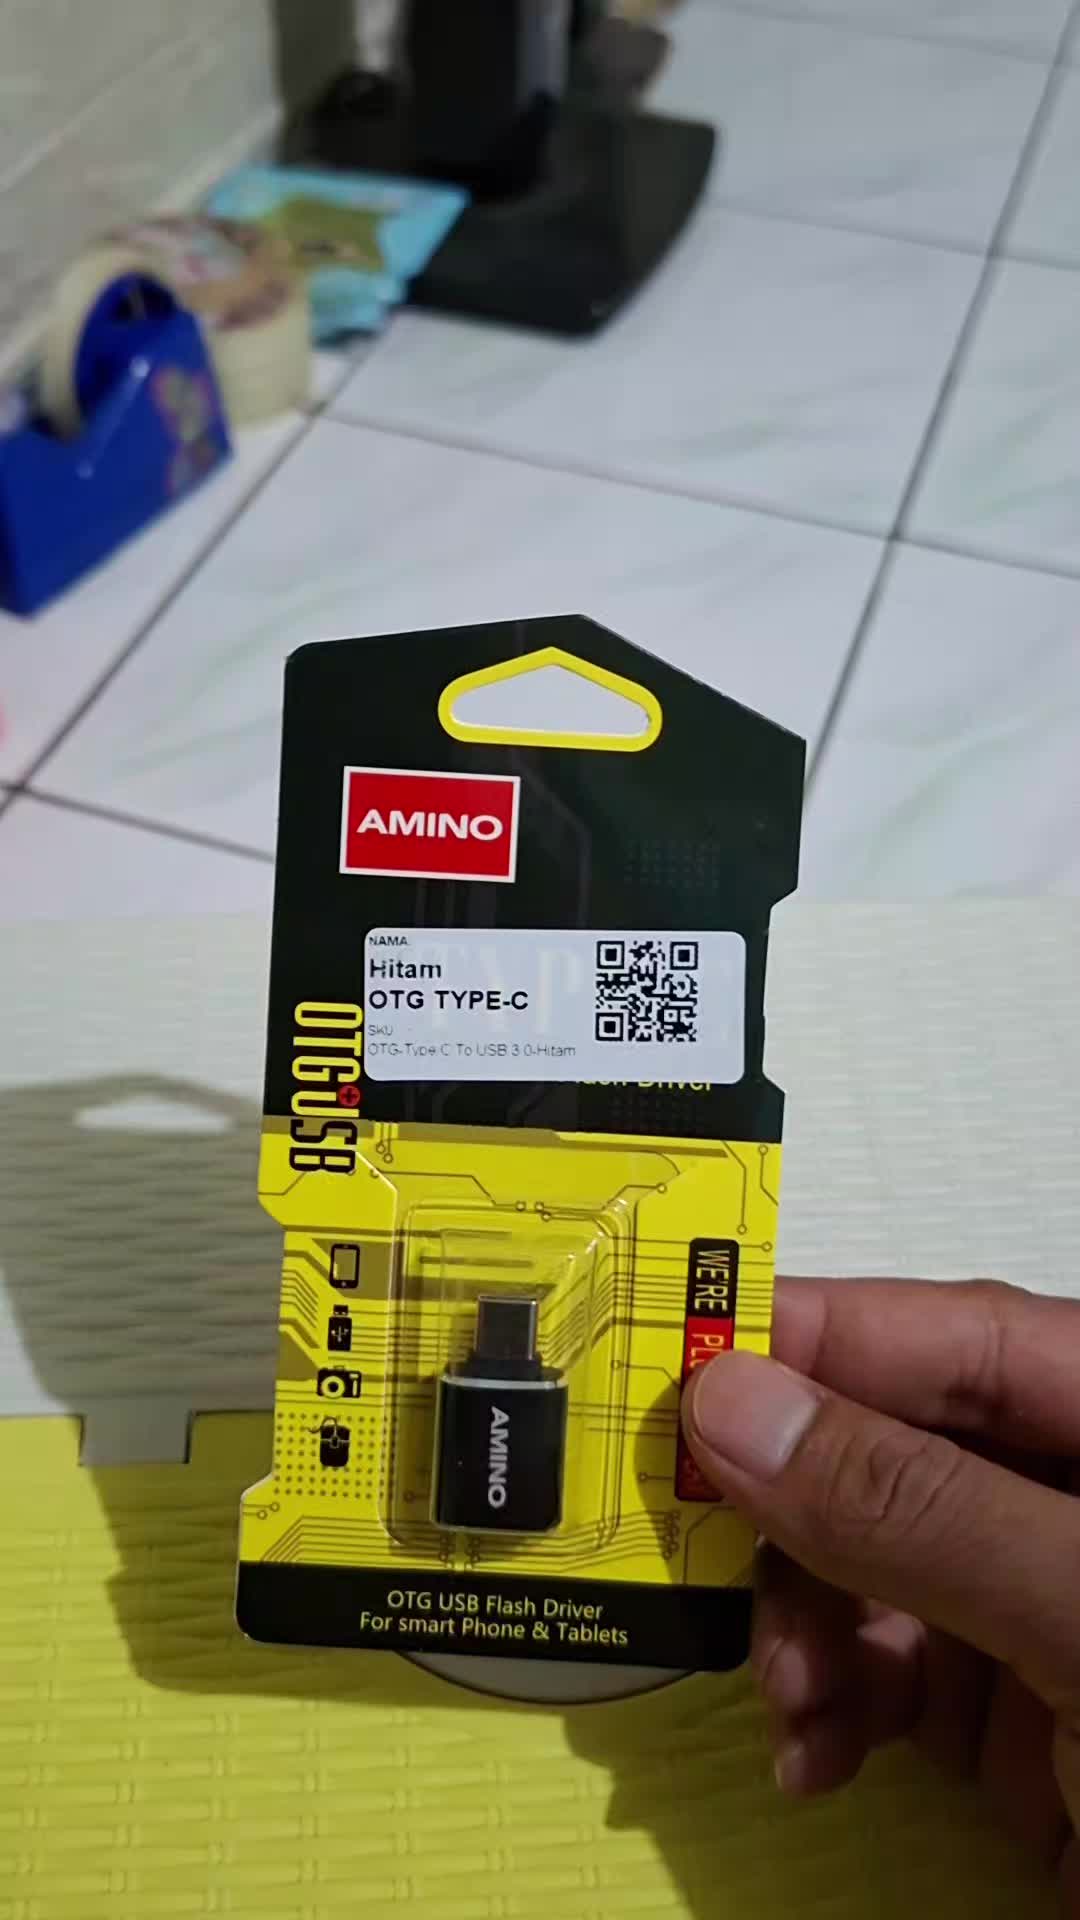 AMINO
NAMA
Hitam
OTG TYPE-C
SKU
OTG-Type C To USB 3.0-Hitam
Driver
OTG+USB
WE'RE
AMINO
OTG USB Flash Driver
For smart Phone & Tablets